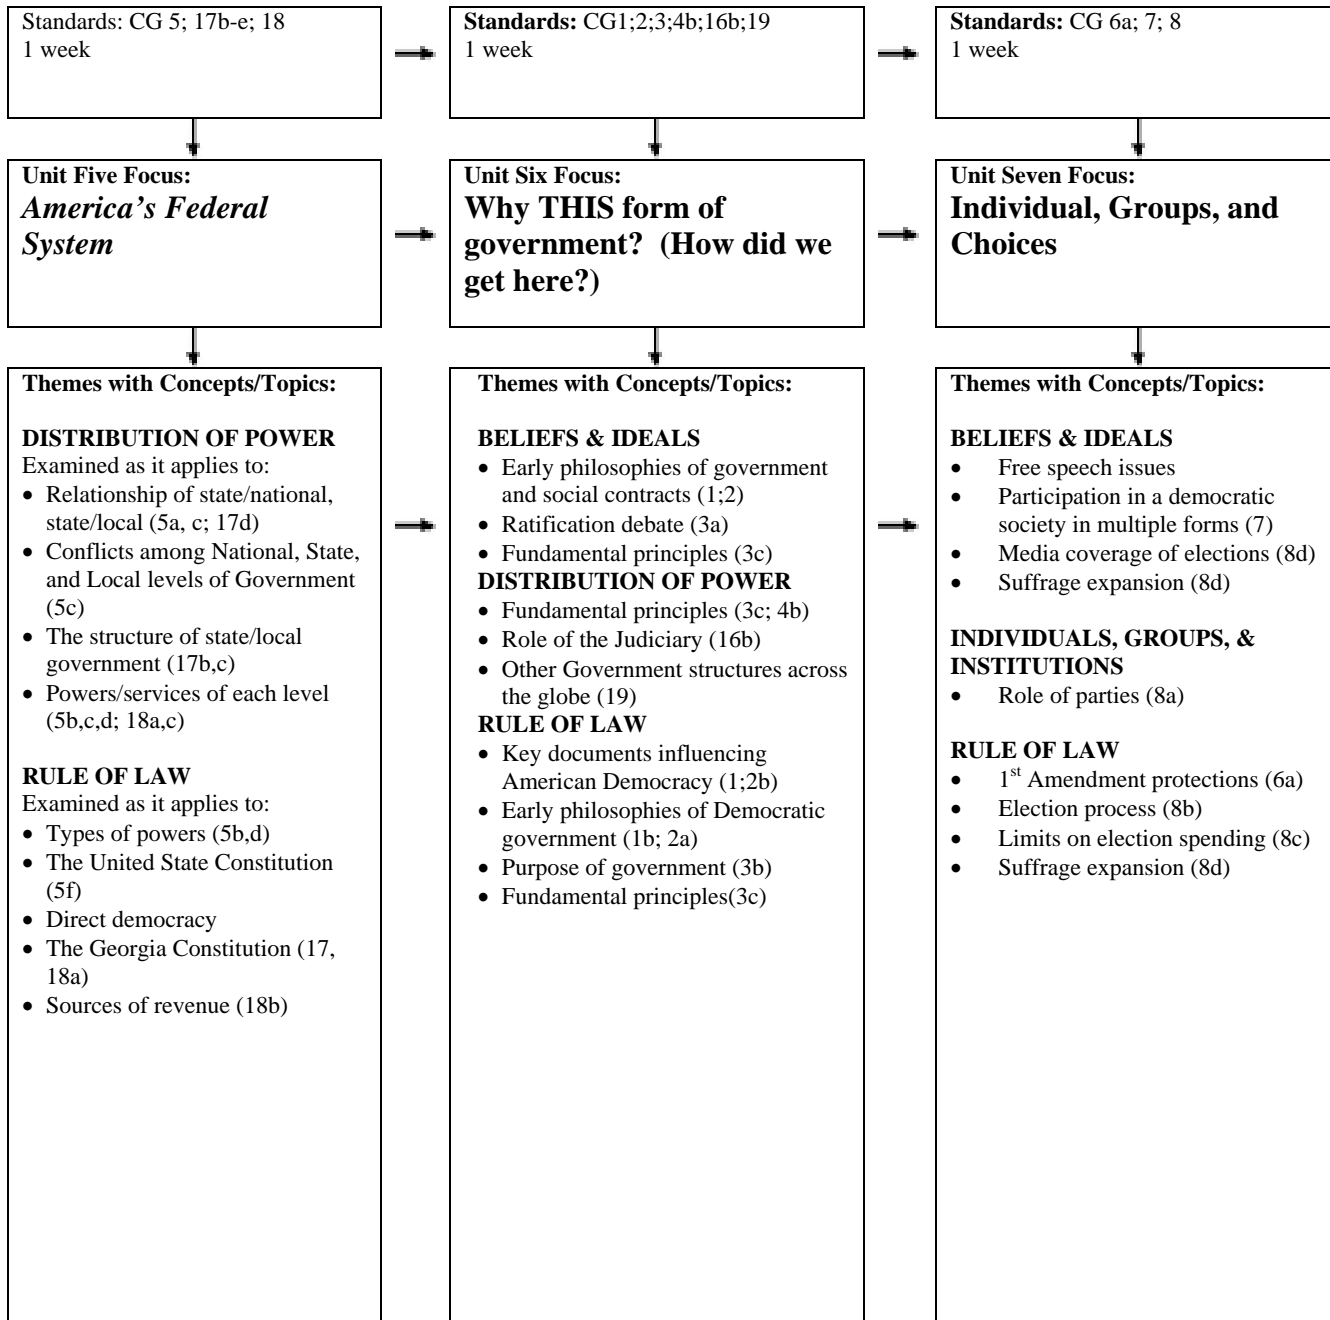 Standards: CG 5; 17b-e; 18
1 week
Standards: CG1;2;3;4b;16b;19
1 week
Standards: CG 6a; 7; 8
1 week
Unit Five Focus:
America’s Federal
System
Unit Six Focus:
Why THIS form of
government?  (How did we
get here?)
Unit Seven Focus:
Individual, Groups, and
Choices
Themes with Concepts/Topics:
DISTRIBUTION OF POWER
Examined as it applies to:
• Relationship of state/national,
state/local (5a, c; 17d)
• Conflicts among National, State,
and Local levels of Government
(5c)
• The structure of state/local
government (17b,c)
• Powers/services of each level
(5b,c,d; 18a,c)
RULE OF LAW
Examined as it applies to:
• Types of powers (5b,d)
• The United State Constitution
(5f)
• Direct democracy
• The Georgia Constitution (17,
18a)
• Sources of revenue (18b)
Themes with Concepts/Topics:
BELIEFS & IDEALS
• Early philosophies of government
and social contracts (1;2)
• Ratification debate (3a)
• Fundamental principles (3c)
DISTRIBUTION OF POWER
• Fundamental principles (3c; 4b)
• Role of the Judiciary (16b)
• Other Government structures across
the globe (19)
RULE OF LAW
• Key documents influencing
American Democracy (1;2b)
• Early philosophies of Democratic
government (1b; 2a)
• Purpose of government (3b)
• Fundamental principles(3c)
Themes with Concepts/Topics:
BELIEFS & IDEALS
• Free speech issues
• Participation in a democratic
society in multiple forms (7)
• Media coverage of elections (8d)
• Suffrage expansion (8d)
INDIVIDUALS, GROUPS, &
INSTITUTIONS
• Role of parties (8a)
RULE OF LAW
• 1st Amendment protections (6a)
• Election process (8b)
• Limits on election spending (8c)
• Suffrage expansion (8d)